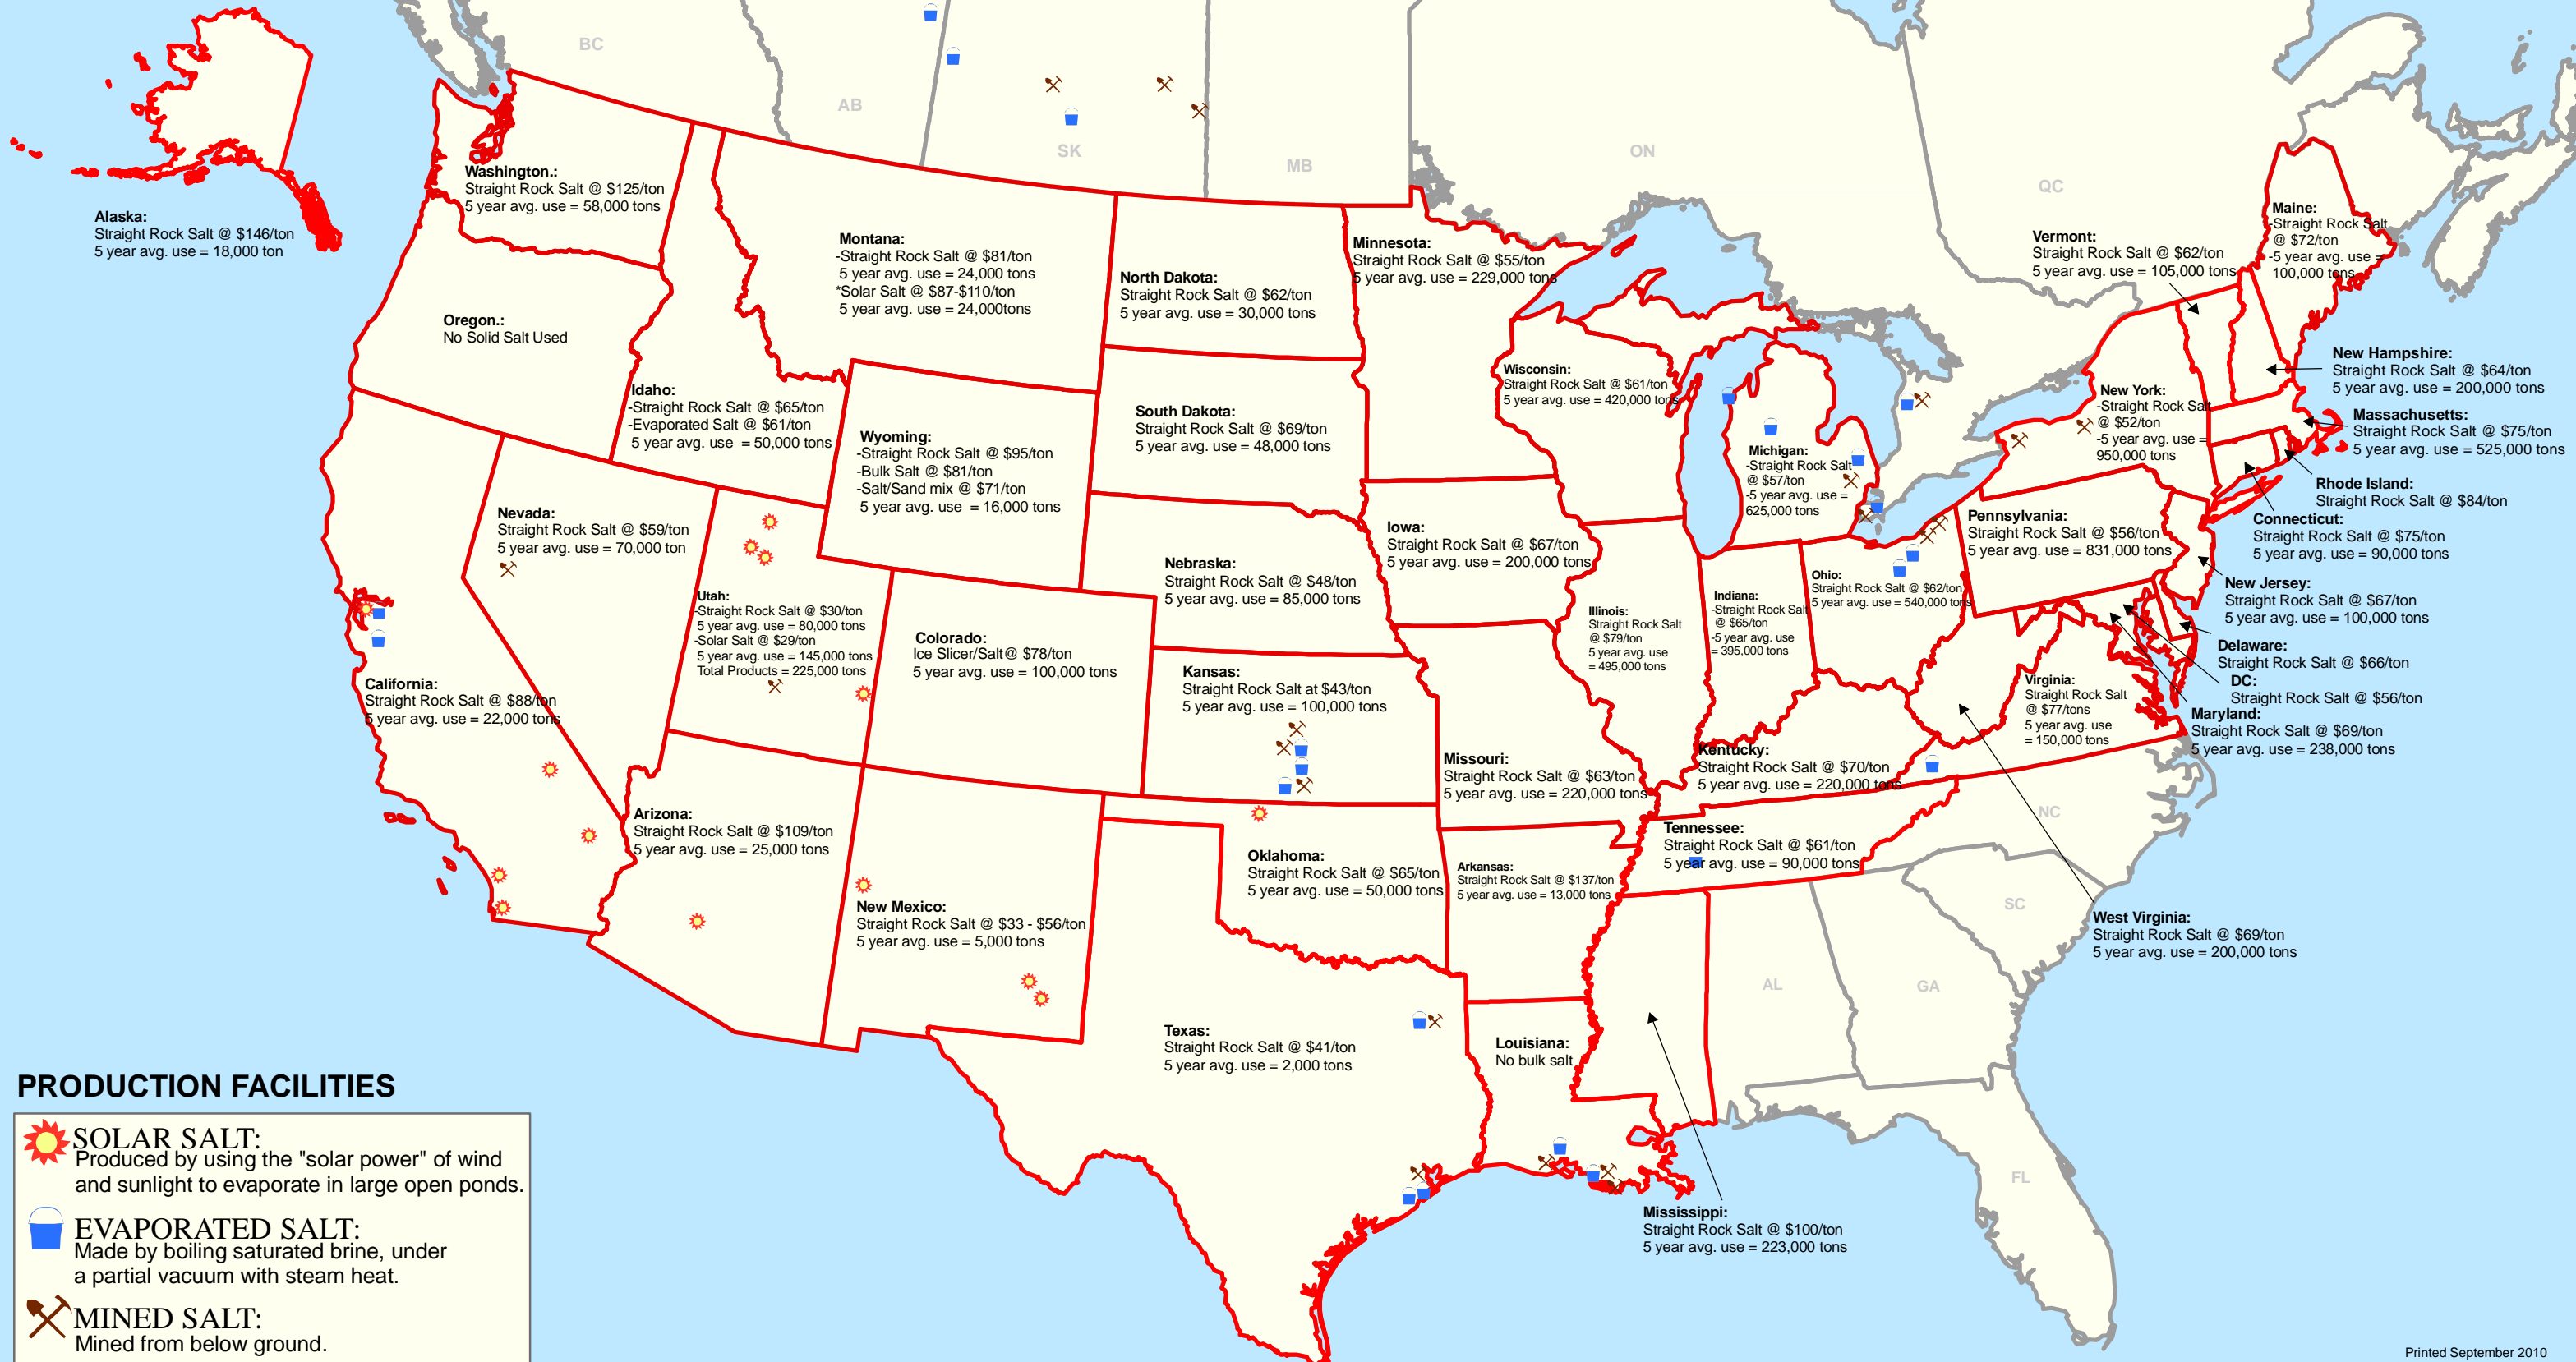 BC
AB
SK
MB
ON
QC
Alaska:
Straight Rock Salt @ $146/ton
5 year avg. use = 18,000 ton
Washington.:
Straight Rock Salt @ $125/ton
5 year avg. use = 58,000 tons
Oregon.:
No Solid Salt Used
Idaho:
-Straight Rock Salt @ $65/ton
-Evaporated Salt @ $61/ton
5 year avg. use = 50,000 tons
Montana:
-Straight Rock Salt @ $81/ton
5 year avg. use = 24,000 tons
*Solar Salt @ $87-$110/ton
5 year avg. use = 24,000tons
North Dakota:
Straight Rock Salt @ $62/ton
5 year avg. use = 30,000 tons
Minnesota:
Straight Rock Salt @ $55/ton
5 year avg. use = 229,000 tons
South Dakota:
Straight Rock Salt @ $69/ton
5 year avg. use = 48,000 tons
Wyoming:
-Straight Rock Salt @ $95/ton
-Bulk Salt @ $81/ton
-Salt/Sand mix @ $71/ton
5 year avg. use = 16,000 tons
Wisconsin:
Straight Rock Salt @ $61/ton
5 year avg. use = 420,000 tons
Michigan:
-Straight Rock Salt
@ $57/ton
-5 year avg. use =
625,000 tons
Vermont:
Straight Rock Salt @ $62/ton
5 year avg. use = 105,000 tons
Maine:
-Straight Rock Salt
@ $72/ton
-5 year avg. use =
100,000 tons
New Hampshire:
Straight Rock Salt @ $64/ton
5 year avg. use = 200,000 tons
New York:
-Straight Rock Salt
@ $52/ton
-5 year avg. use =
950,000 tons
Massachusetts:
Straight Rock Salt @ $75/ton
5 year avg. use = 525,000 tons
Rhode Island:
Straight Rock Salt @ $84/ton
Connecticut:
Straight Rock Salt @ $75/ton
5 year avg. use = 90,000 tons
Pennsylvania:
Straight Rock Salt @ $56/ton
5 year avg. use = 831,000 tons
New Jersey:
Straight Rock Salt @ $67/ton
5 year avg. use = 100,000 tons
Delaware:
Straight Rock Salt @ $66/ton
DC:
Straight Rock Salt @ $56/ton
Maryland:
Straight Rock Salt @ $69/ton
5 year avg. use = 238,000 tons
Nevada:
Straight Rock Salt @ $59/ton
5 year avg. use = 70,000 ton
Utah:
-Straight Rock Salt @ $30/ton
5 year avg. use = 80,000 tons
-Solar Salt @ $29/ton
5 year avg. use = 145,000 tons
Total Products = 225,000 tons
Colorado:
Ice Slicer/Salt@ $78/ton
5 year avg. use = 100,000 tons
Nebraska:
Straight Rock Salt @ $48/ton
5 year avg. use = 85,000 tons
Iowa:
Straight Rock Salt @ $67/ton
5 year avg. use = 200,000 tons
Illinois:
Straight Rock Salt
@ $79/ton
5 year avg. use
= 495,000 tons
Indiana:
-Straight Rock Salt
@ $65/ton
-5 year avg. use
= 395,000 tons
Ohio:
Straight Rock Salt @ $62/ton
5 year avg. use = 540,000 tons
Virginia:
Straight Rock Salt
@ $77/tons
5 year avg. use
= 150,000 tons
California:
Straight Rock Salt @ $88/ton
5 year avg. use = 22,000 tons
Kansas:
Straight Rock Salt at $43/ton
5 year avg. use = 100,000 tons
Missouri:
Straight Rock Salt @ $63/ton
5 year avg. use = 220,000 tons
Kentucky:
Straight Rock Salt @ $70/ton
5 year avg. use = 220,000 tons
Arizona:
Straight Rock Salt @ $109/ton
5 year avg. use = 25,000 tons
New Mexico:
Straight Rock Salt @ $33 - $56/ton
5 year avg. use = 5,000 tons
Oklahoma:
Straight Rock Salt @ $65/ton
5 year avg. use = 50,000 tons
Arkansas:
Straight Rock Salt @ $137/ton
5 year avg. use = 13,000 tons
Tennessee:
Straight Rock Salt @ $61/ton
5 year avg. use = 90,000 tons
NC
SC
AL
GA
FL
West Virginia:
Straight Rock Salt @ $69/ton
5 year avg. use = 200,000 tons
Texas:
Straight Rock Salt @ $41/ton
5 year avg. use = 2,000 tons
Louisiana:
No bulk salt
Mississippi:
Straight Rock Salt @ $100/ton
5 year avg. use = 223,000 tons
PRODUCTION FACILITIES
SOLAR SALT:
Produced by using the "solar power" of wind
and sunlight to evaporate in large open ponds.
EVAPORATED SALT:
Made by boiling saturated brine, under
a partial vacuum with steam heat.
MINED SALT:
Mined from below ground.
Printed September 2010